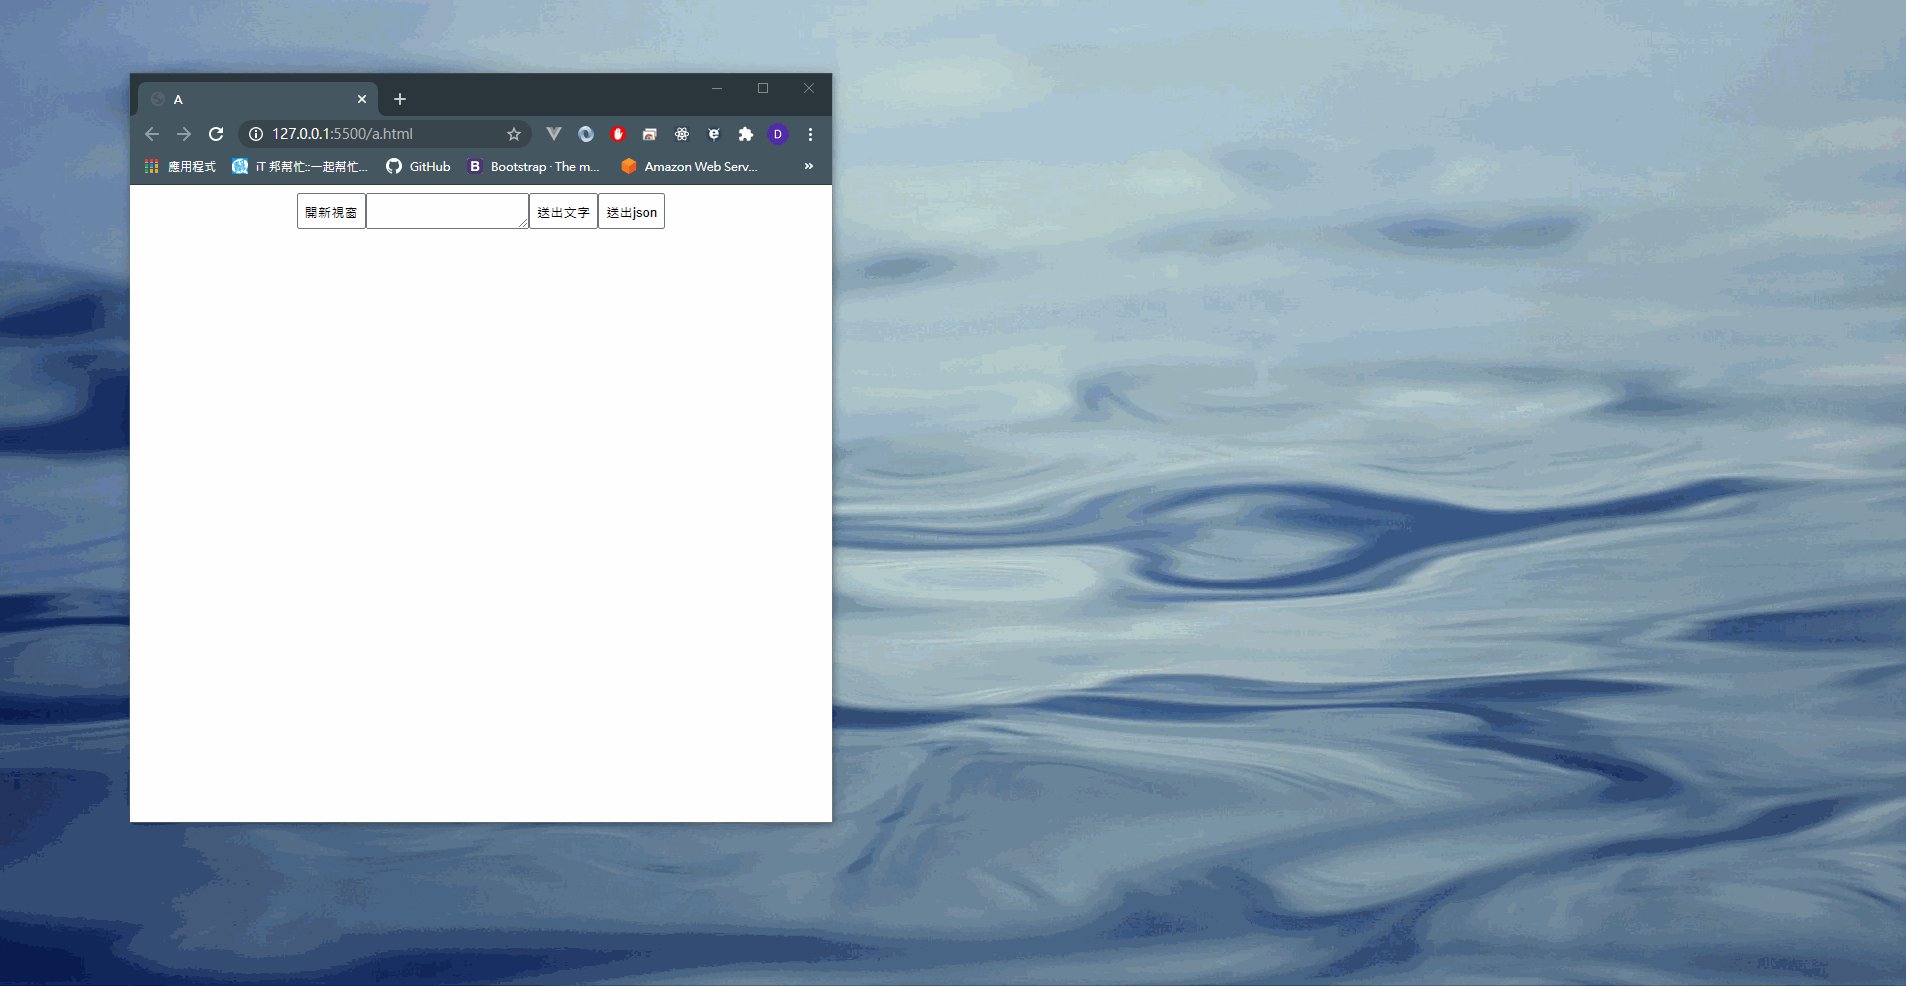 A
127.0.0.1:5500/a.html
D
應用程式 iT 邦幫忙::一起幫忙... GitHub B Bootstrap · The m... Amazon Web Serv... »
開新視窗 送出文字 送出json